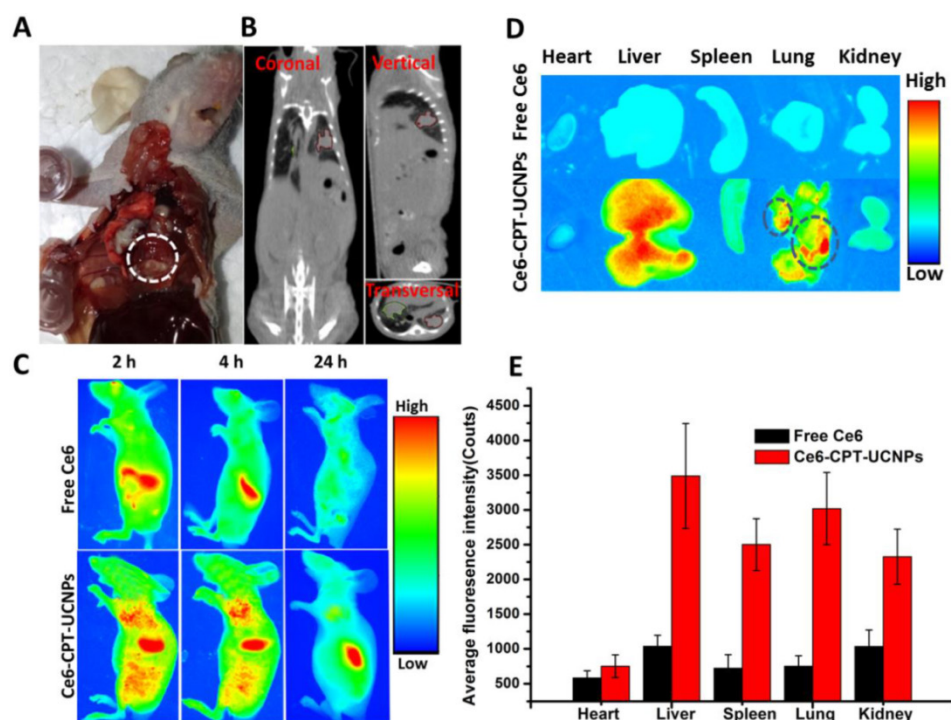 A
B
Coronal
Vertical
Transversal
C
2 h
4 h
24 h
Free Ce6
Ce6-CPT-UCNPs
High
Low
D
Heart Liver Spleen Lung Kidney
Free Ce6
Ce6-CPT-UCNPs
High
Low
E
Average fluorescence intensity(Couts)
4500
4000
3500
3000
2500
2000
1500
1000
500
Free Ce6
Ce6-CPT-UCNPs
Heart Liver Spleen Lung Kidney